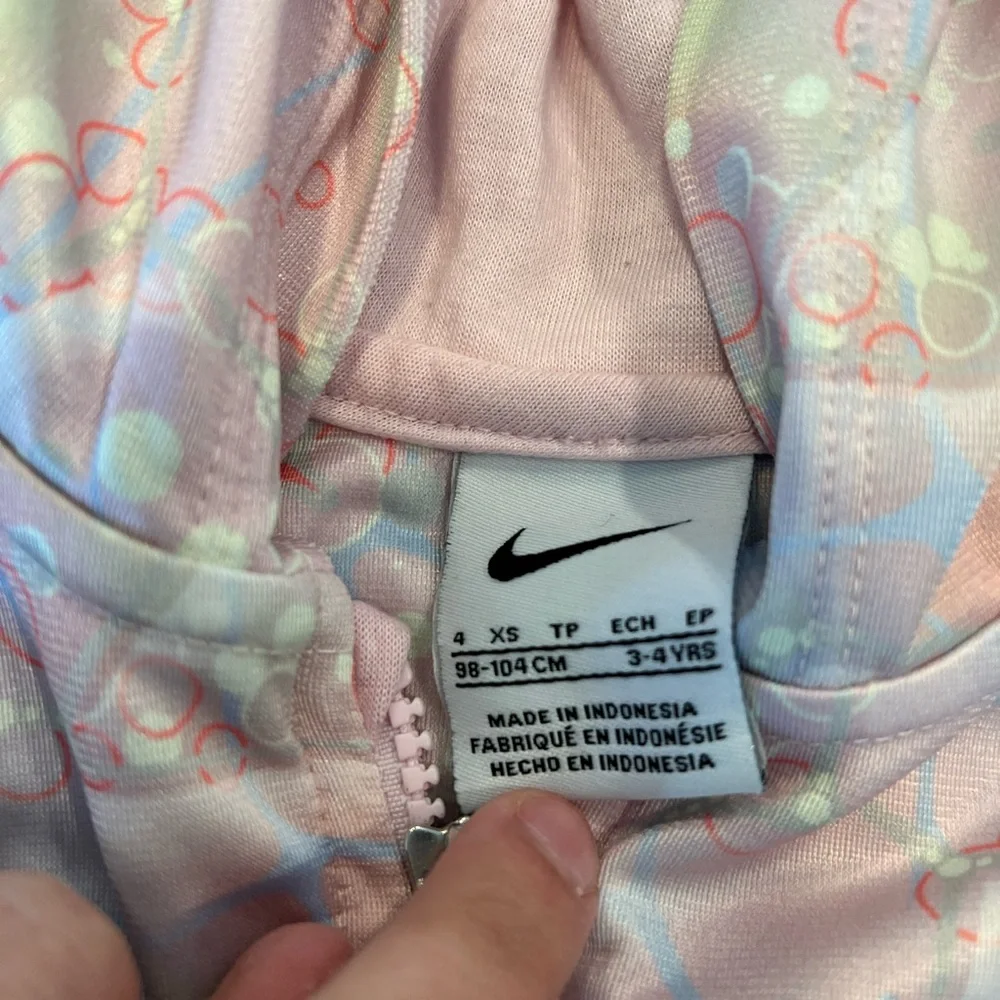 4 XS TP ECH EP
98-104 CM 3-4 YRS
MADE IN INDONESIA
FABRIQUÉ EN INDONÉSIE
HECHO EN INDONESIA